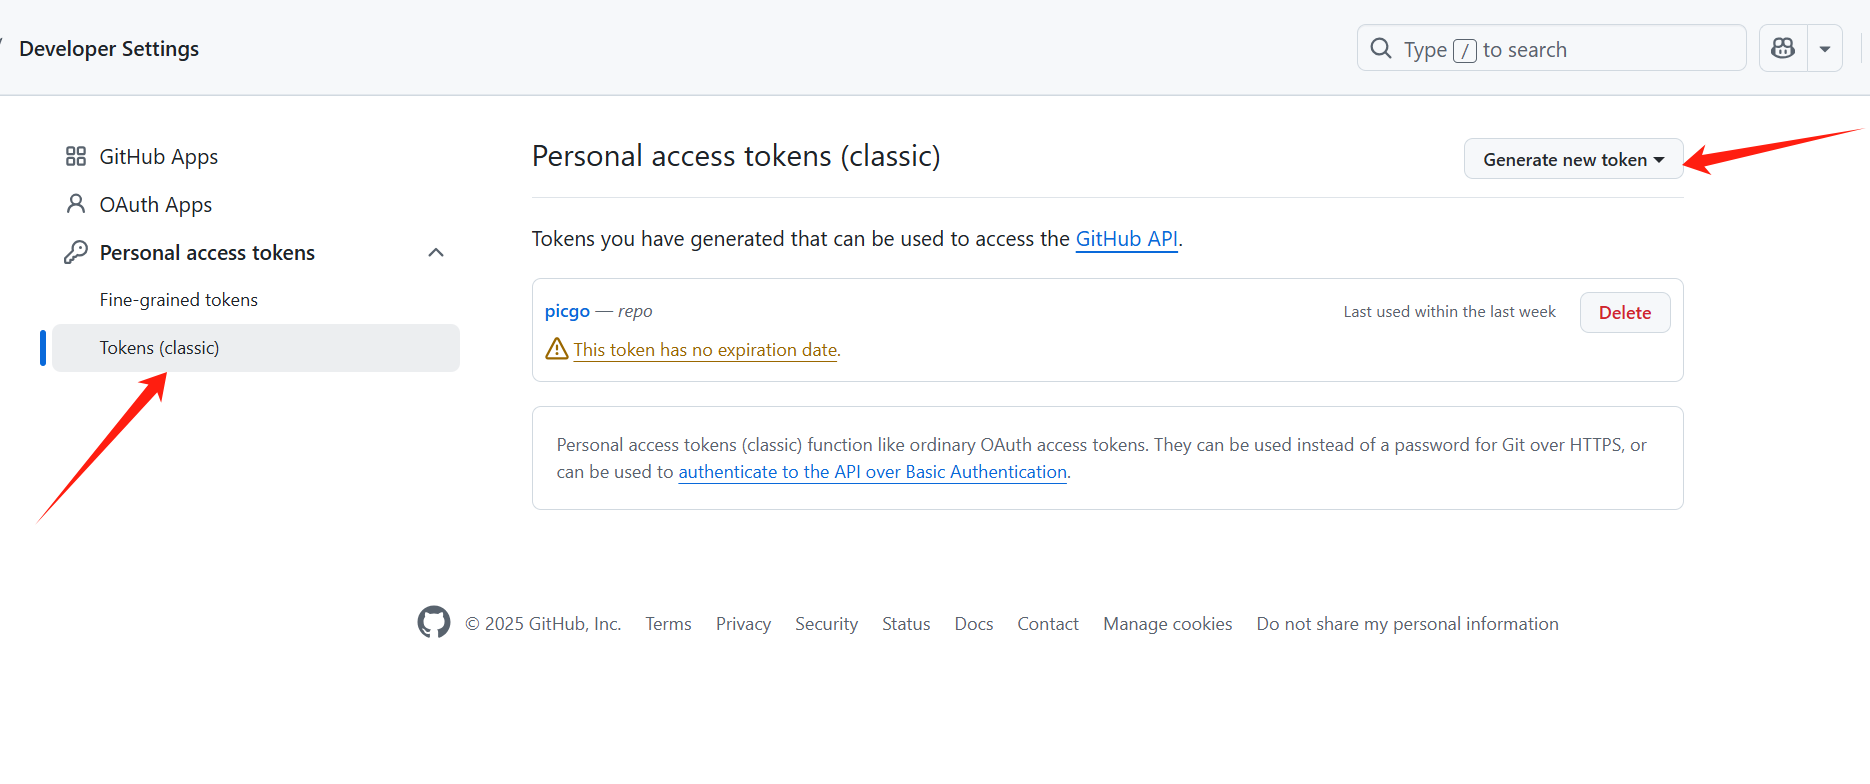 Developer Settings
Type / to search
GitHub Apps
OAuth Apps
Personal access tokens
Fine-grained tokens
Tokens (classic)
Personal access tokens (classic)
Generate new token
Tokens you have generated that can be used to access the GitHub API.
picgo — repo
Last used within the last week
Delete
This token has no expiration date.
Personal access tokens (classic) function like ordinary OAuth access tokens. They can be used instead of a password for Git over HTTPS, or
can be used to authenticate to the API over Basic Authentication.
© 2025 GitHub, Inc. Terms Privacy Security Status Docs Contact Manage cookies Do not share my personal information